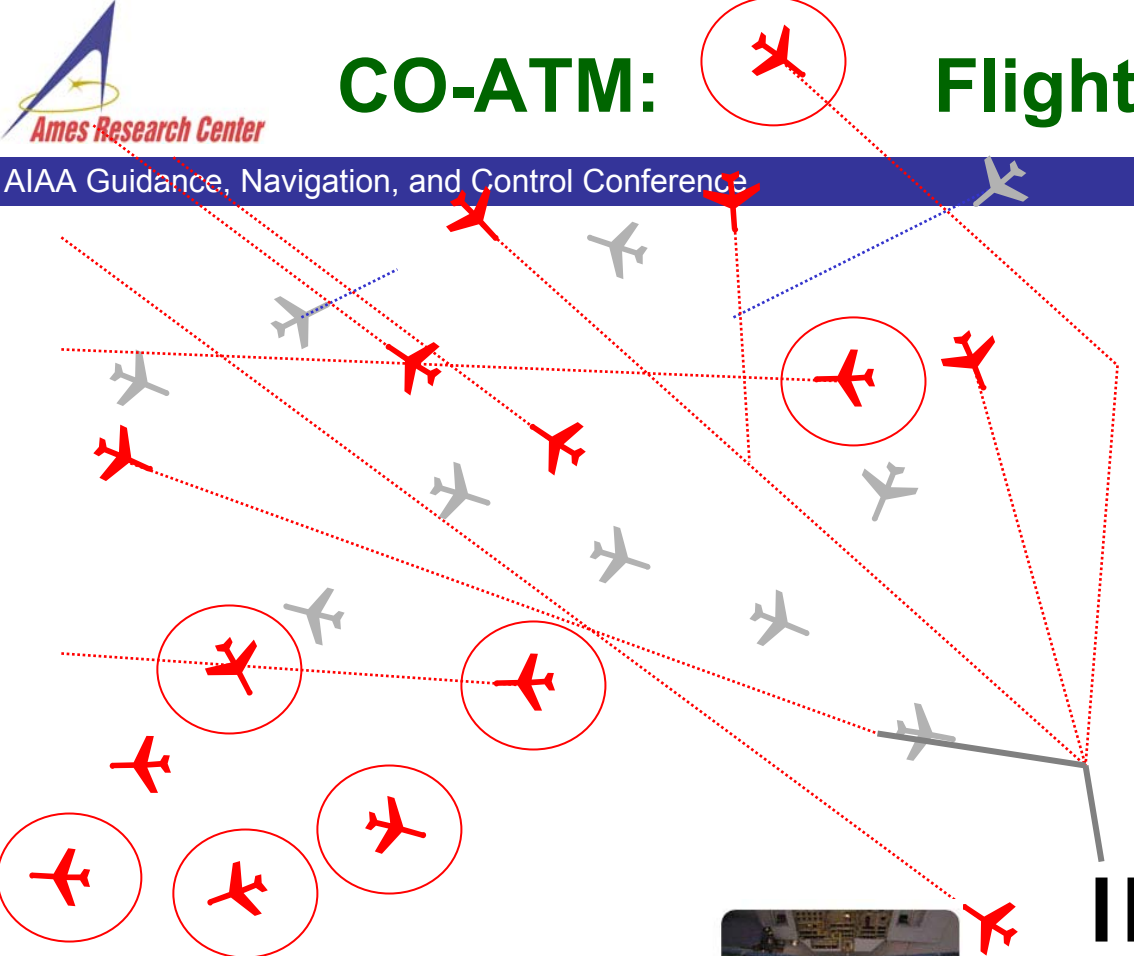 CO-ATM: Flight
Ames Research Center
AIAA Guidance, Navigation, and Control Conference